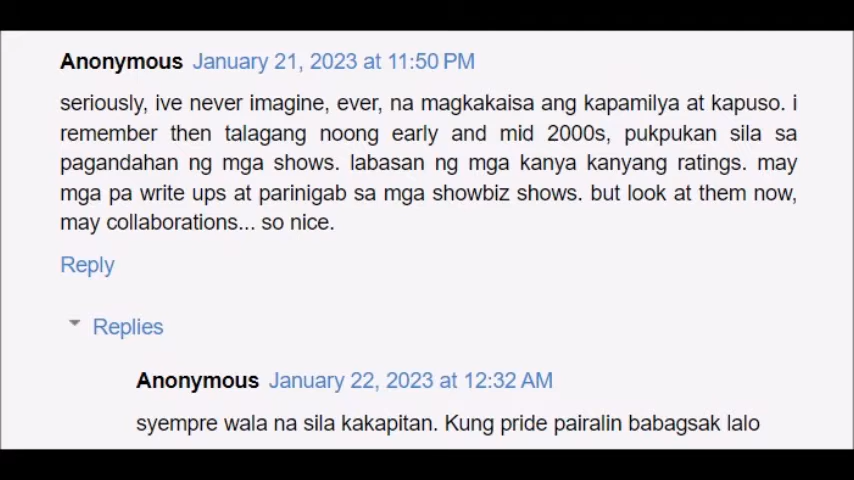 Anonymous January 21, 2023 at 11:50 PM
seriously, ive never imagine, ever, na magkakaisa ang kapamilya at kapuso. i
remember then talagang noong early and mid 2000s, pukpukan sila sa
pagandahan ng mga shows. labasan ng mga kanya kanyang ratings. may
mga pa write ups at parinigab sa mga showbiz shows. but look at them now,
may collaborations... so nice.
Reply
Replies
Anonymous January 22, 2023 at 12:32 AM
syempre wala na sila kakapitan. Kung pride pairalin babagsak lalo